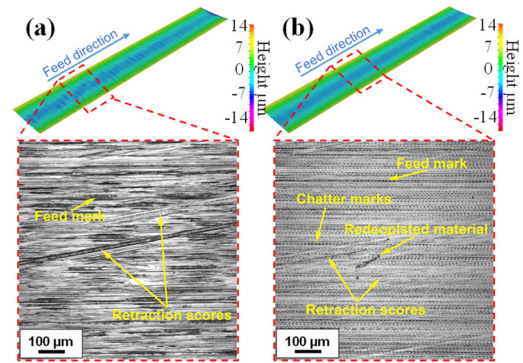 (a)
Feed direction
14
7
0
-7
-14
Height μm
(b)
Feed direction
14
7
0
-7
-14
Height μm
Feed mark
Retraction scores
100 μm
Feed mark
Chatter marks
Redeoplsted material
Retraction scores
100 μm